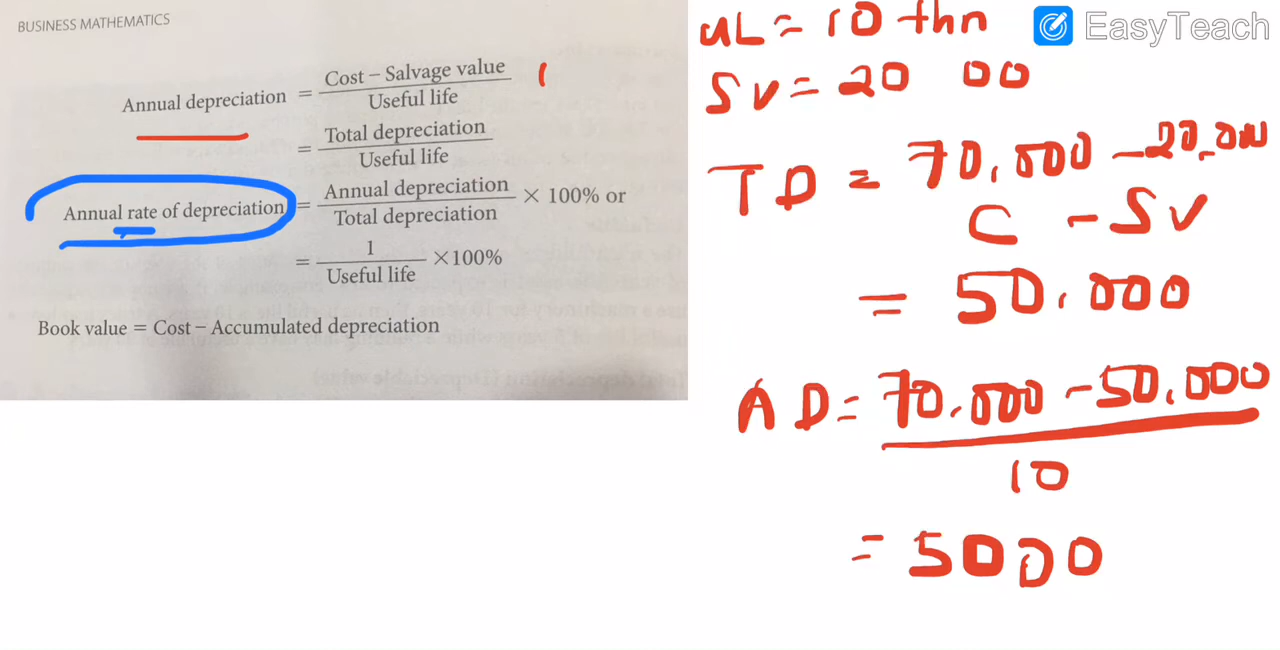 BUSINESS MATHEMATICS
Annual depreciation = Cost – Salvage value / Useful life
= Total depreciation / Useful life
Annual rate of depreciation = Annual depreciation / Total depreciation × 100% or
= 1 / Useful life ×100%
Book value = Cost – Accumulated depreciation
UL = 10 thn
EasyTeach
SV = 20 00
TD = 70.000 – 20.000
C – SV
= 50.000
AD = 70.000 – 50.000
10
= 5000